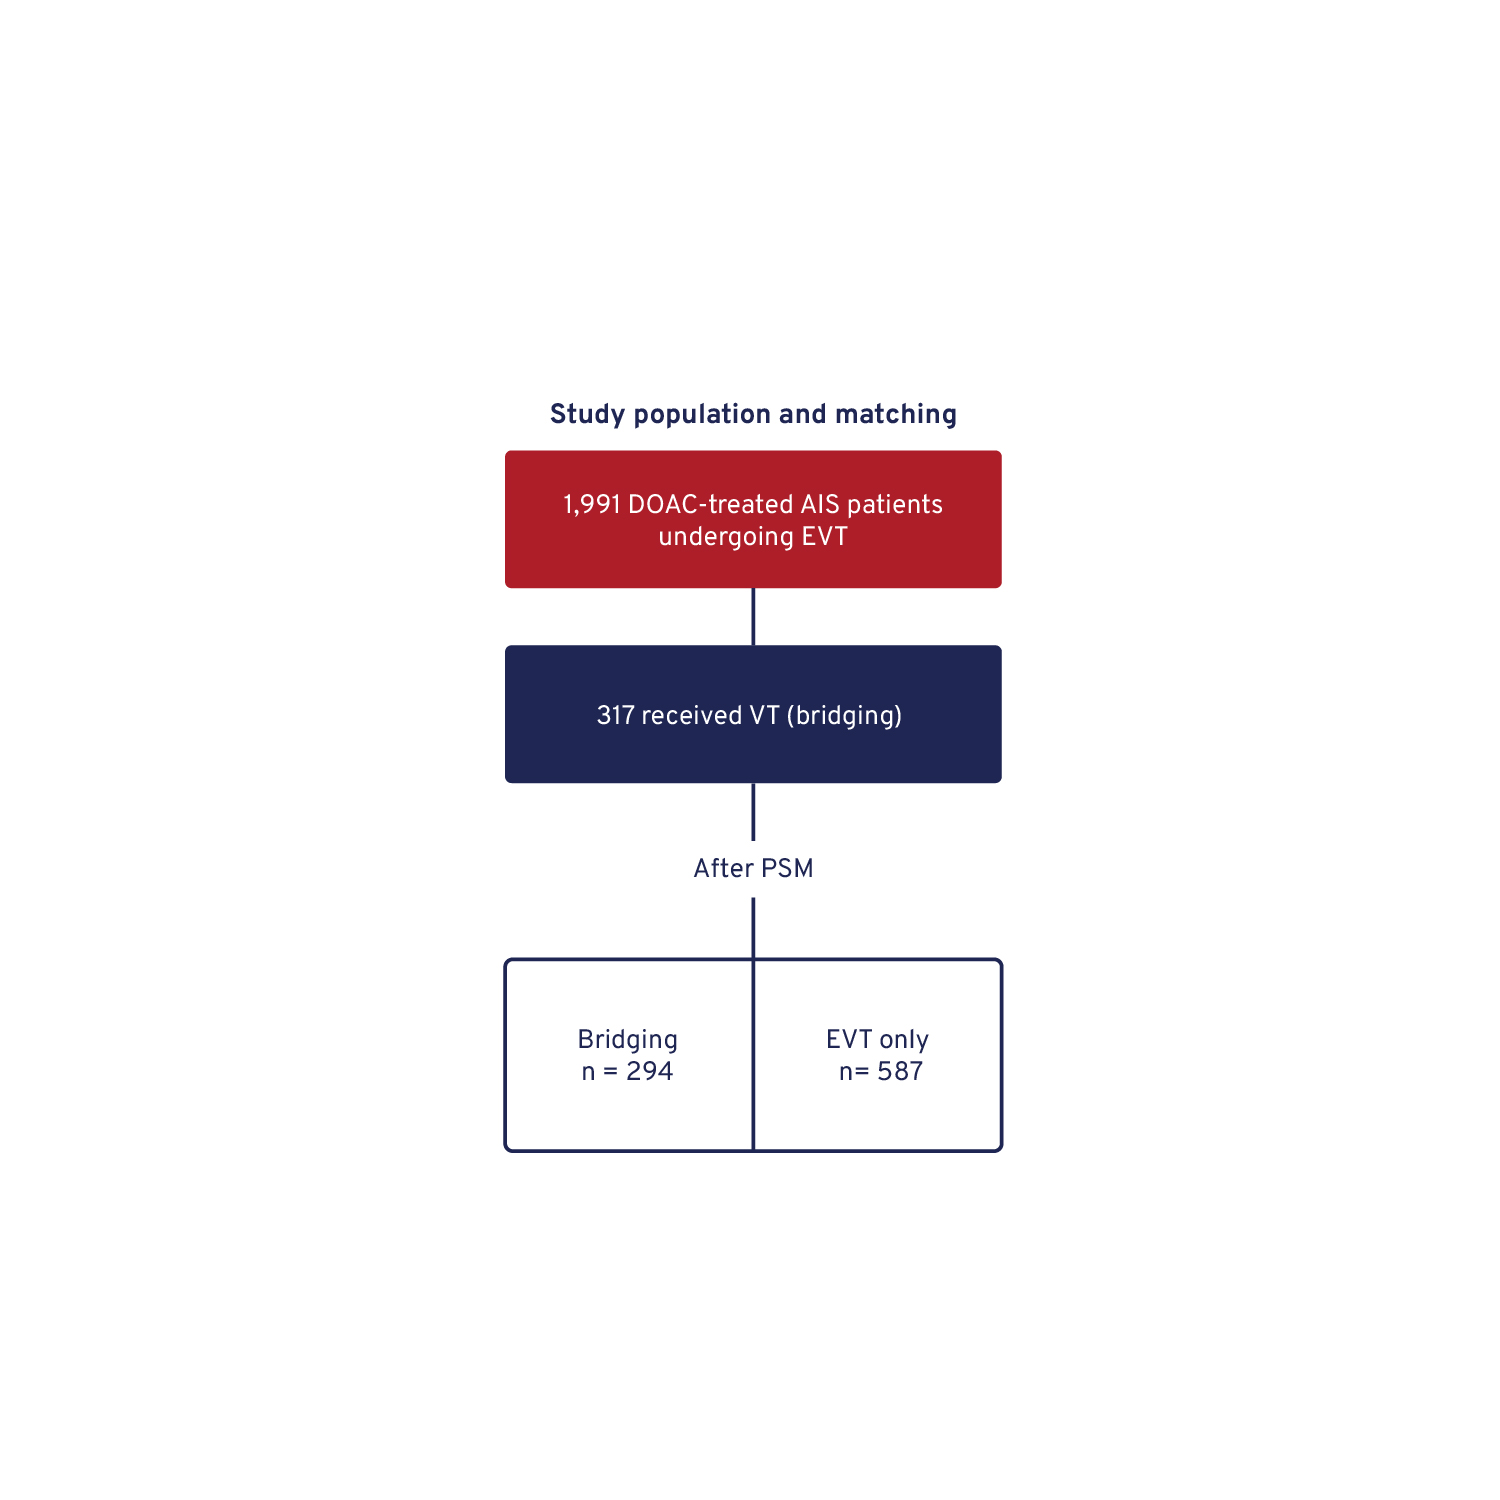 Study population and matching
1,991 DOAC-treated AIS patients
undergoing EVT
317 received VT (bridging)
After PSM
Bridging
n = 294
EVT only
n= 587